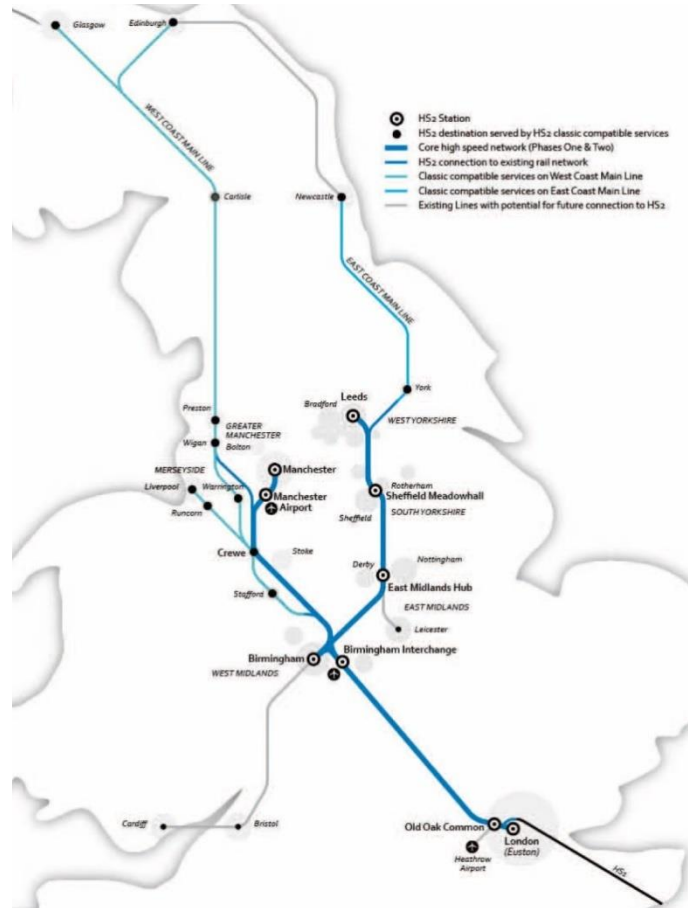 Glasgow
Edinburgh
WEST COAST MAIN LINE
HS2 Station
HS2 destination served by HS2 classic compatible services
Core high speed network (Phases One & Two)
HS2 connection to existing rail network
Classic compatible services on West Coast Main Line
Classic compatible services on East Coast Main Line
Existing Lines with potential for future connection to HS2
Carlisle
Newcastle
EAST COAST MAIN LINE
York
Leeds
Bradford
WEST YORKSHIRE
Preston
GREATER
MANCHESTER
Wigan
Bolton
Manchester
MERSEYSIDE
Liverpool
Warrington
Manchester
Airport
Runcorn
Rotherham
Sheffield Meadowhall
Sheffield
SOUTH YORKSHIRE
Crewe
Stoke
Derby
Nottingham
East Midlands Hub
Stafford
EAST MIDLANDS
Leicester
Birmingham
Birmingham Interchange
WEST MIDLANDS
Cardiff
Bristol
Old Oak Common
London
(Euston)
Heathrow
Airport
HS1